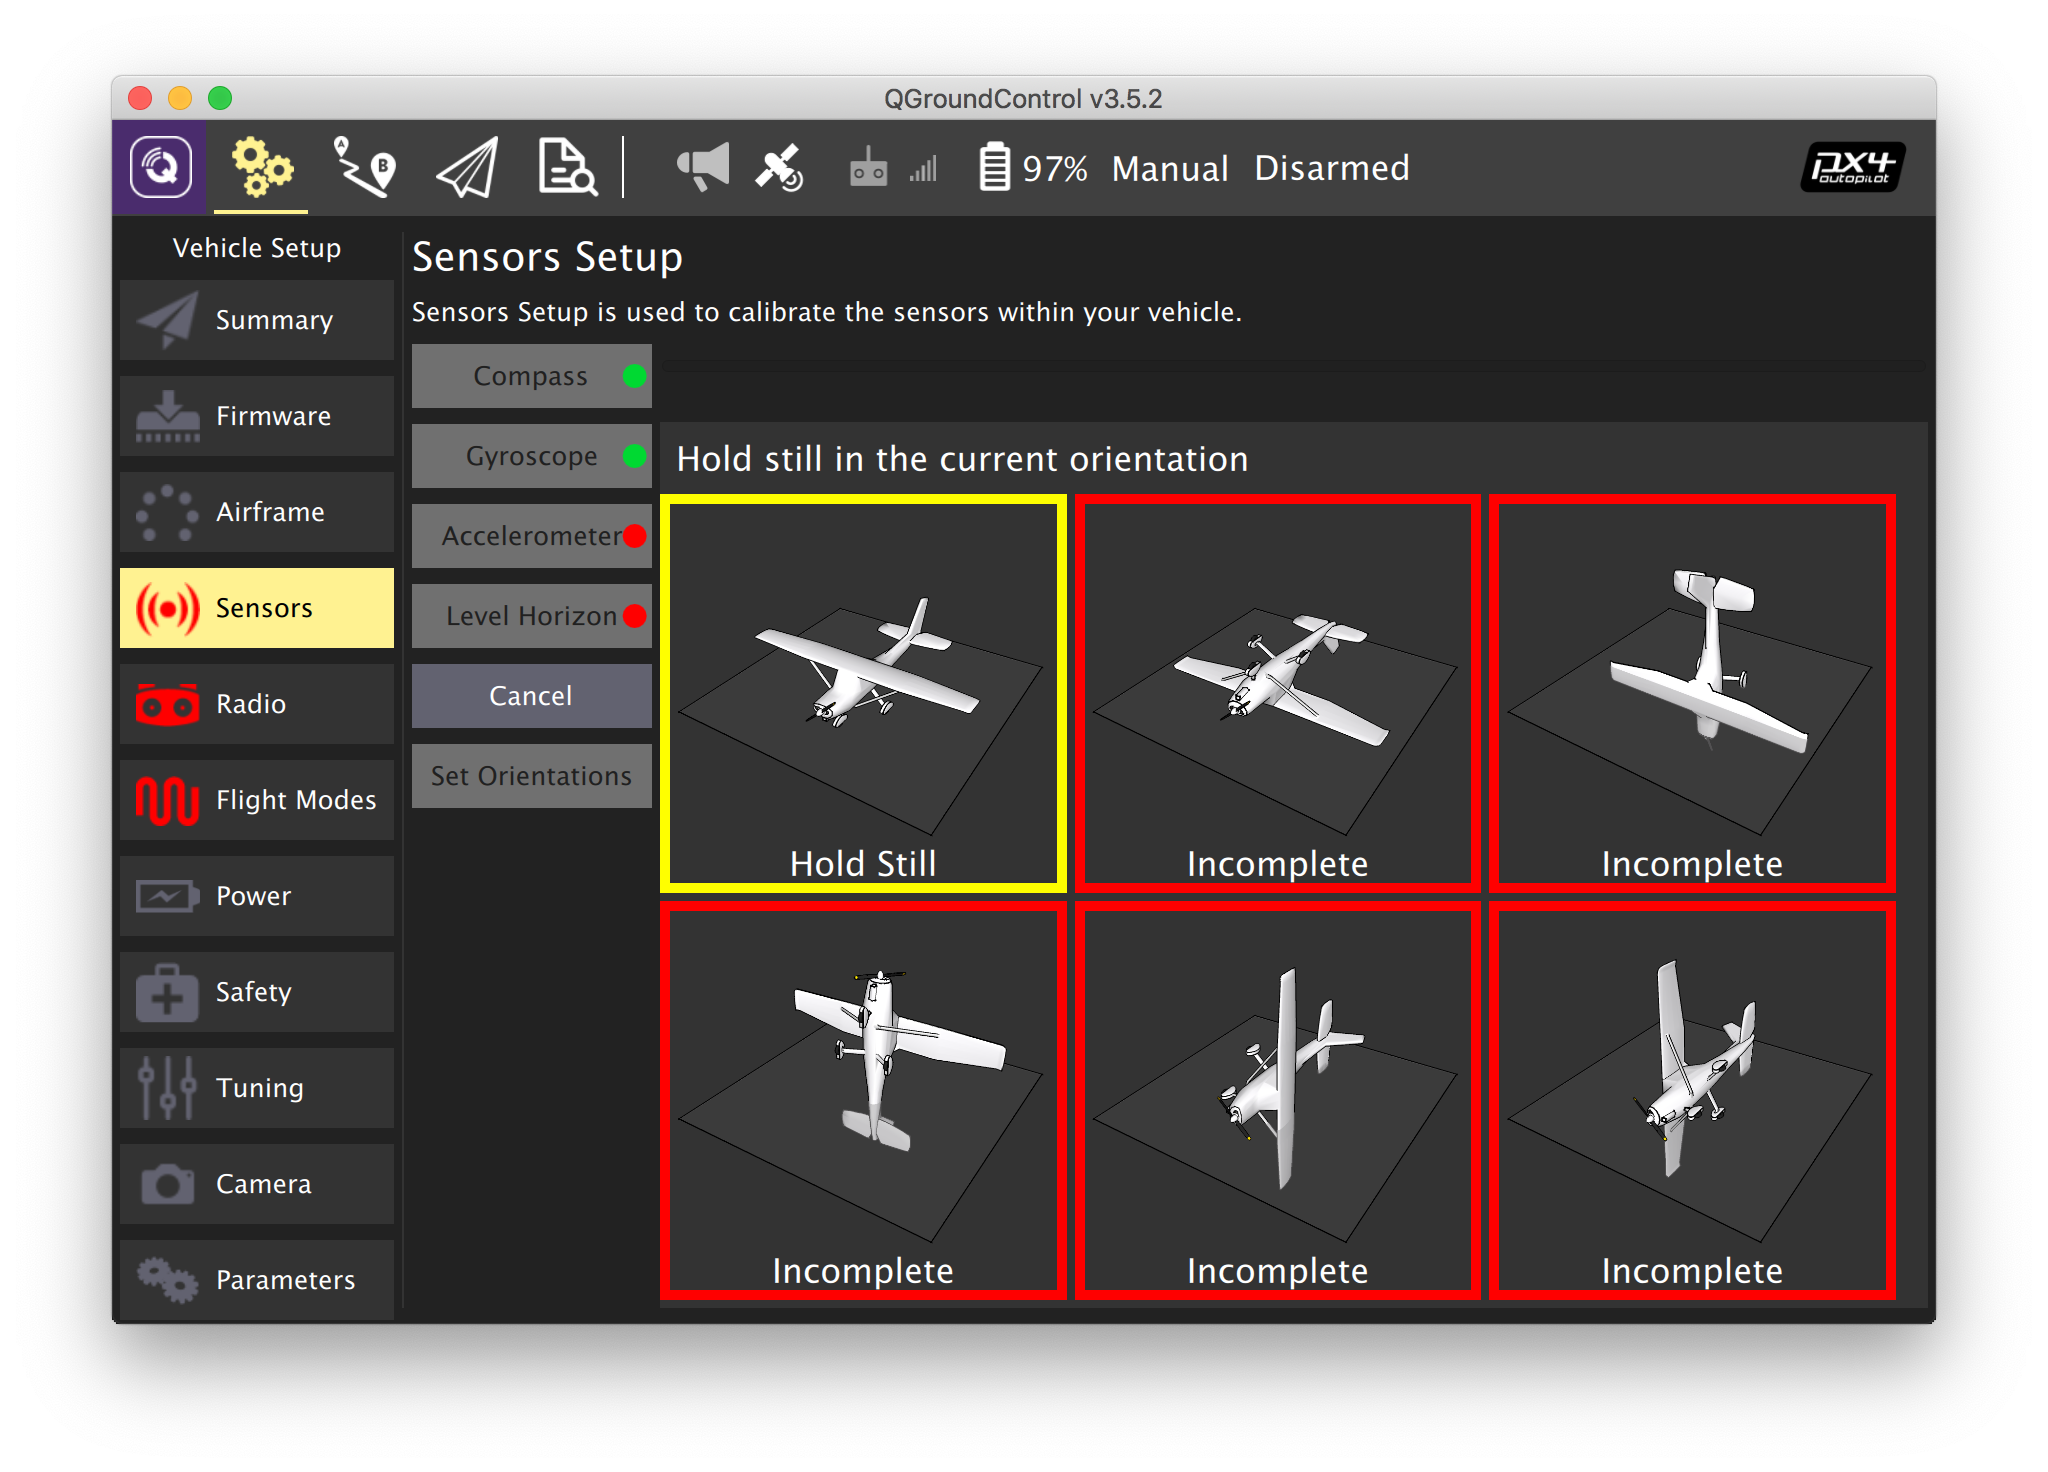 QGroundControl v3.5.2
A
B
97% Manual Disarmed
px4
autopilot
Vehicle Setup
Summary
Firmware
Airframe
Sensors
Radio
Flight Modes
Power
Safety
Tuning
Camera
Parameters
Sensors Setup
Sensors Setup is used to calibrate the sensors within your vehicle.
Compass
Gyroscope
Accelerometer
Level Horizon
Cancel
Set Orientations
Hold still in the current orientation
Hold Still
Incomplete
Incomplete
Incomplete
Incomplete
Incomplete